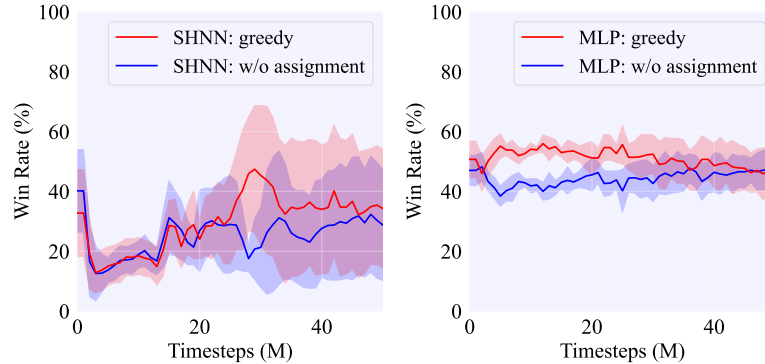 100
80
60
40
20
0
Win Rate (%)
SHNN: greedy
SHNN: w/o assignment
0
20
40
Timesteps (M)
100
80
60
40
20
0
Win Rate (%)
MLP: greedy
MLP: w/o assignment
0
20
40
Timesteps (M)